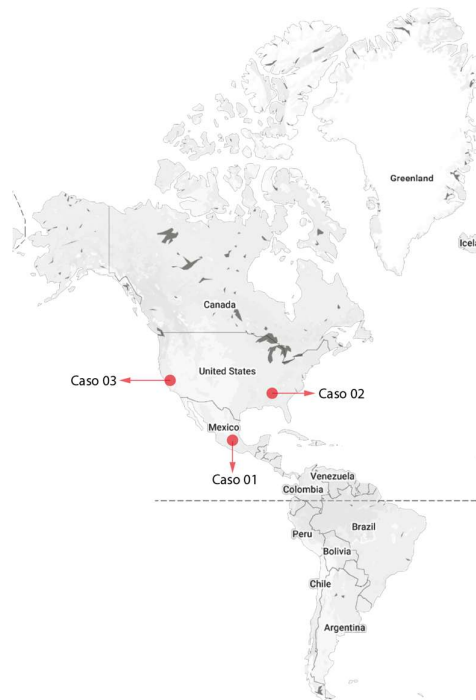 Greenland
Icela
Canada
United States
Caso 03
Caso 02
Mexico
Caso 01
Venezuela
Colombia
Brazil
Peru
Bolivia
Chile
Argentina